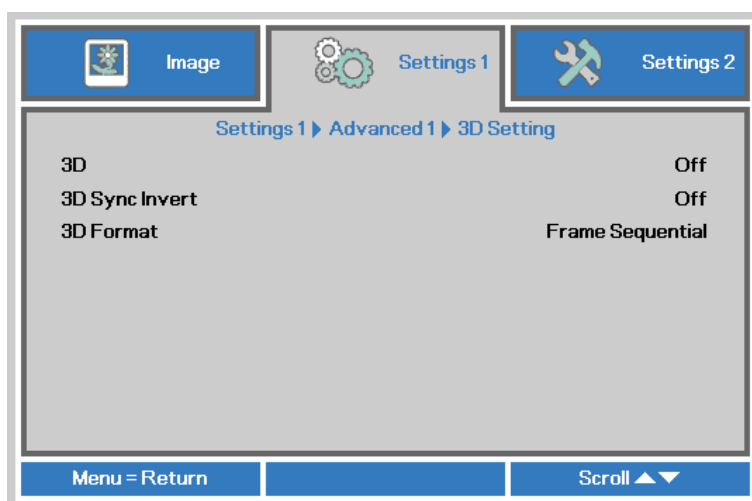 Image
Settings 1
Settings 2
Settings 1 ▶ Advanced 1 ▶ 3D Setting
3D Off
3D Sync Invert Off
3D Format Frame Sequential
Menu = Return
Scroll ▲▼